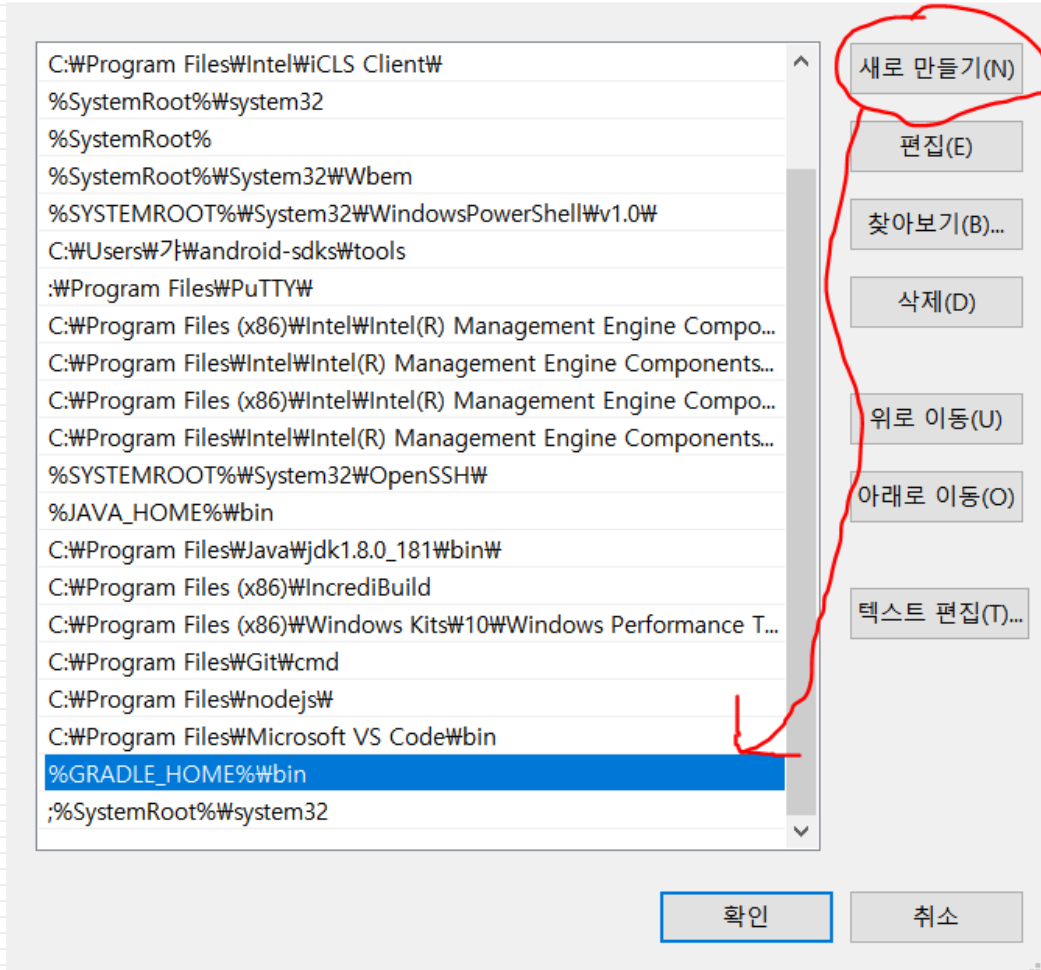 C:₩Program Files₩Intel₩iCLS Client₩
%SystemRoot%₩system32
%SystemRoot%
%SystemRoot%₩System32₩Wbem
%SYSTEMROOT%₩System32₩WindowsPowerShell₩v1.0₩
C:₩Users₩가₩android-sdks₩tools
:₩Program Files₩PuTTY₩
C:₩Program Files (x86)₩Intel₩Intel(R) Management Engine Compo...
C:₩Program Files₩Intel₩Intel(R) Management Engine Components...
C:₩Program Files (x86)₩Intel₩Intel(R) Management Engine Compo...
C:₩Program Files₩Intel₩Intel(R) Management Engine Components...
%SYSTEMROOT%₩System32₩OpenSSH₩
%JAVA_HOME%₩bin
C:₩Program Files₩Java₩jdk1.8.0_181₩bin₩
C:₩Program Files (x86)₩IncrediBuild
C:₩Program Files (x86)₩Windows Kits₩10₩Windows Performance T...
C:₩Program Files₩Git₩cmd
C:₩Program Files₩nodejs₩
C:₩Program Files₩Microsoft VS Code₩bin
%GRADLE_HOME%₩bin
;%SystemRoot%₩system32
새로 만들기(N)
편집(E)
찾아보기(B)...
삭제(D)
위로 이동(U)
아래로 이동(O)
텍스트 편집(T)...
확인
취소